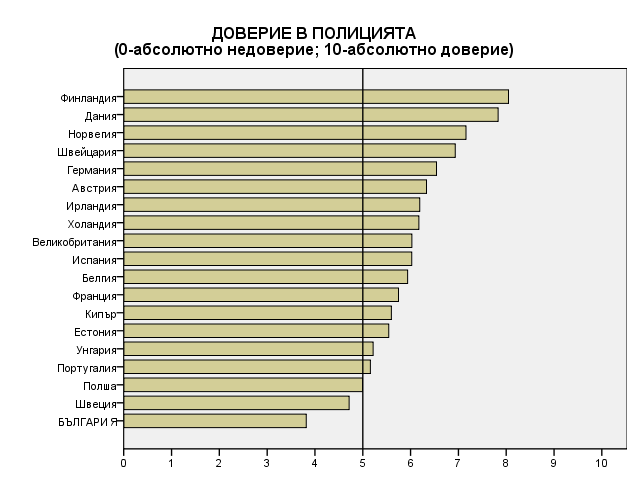 ДОВЕРИЕ В ПОЛИЦИЯТА
(0-абсолютно недоверие; 10-абсолютно доверие)
Финландия
Дания
Норвегия
Швейцария
Германия
Австрия
Ирландия
Холандия
Великобритания
Испания
Белгия
Франция
Кипър
Естония
Унгария
Португалия
Полша
Швеция
БЪЛГАРИЯ
0 1 2 3 4 5 6 7 8 9 10